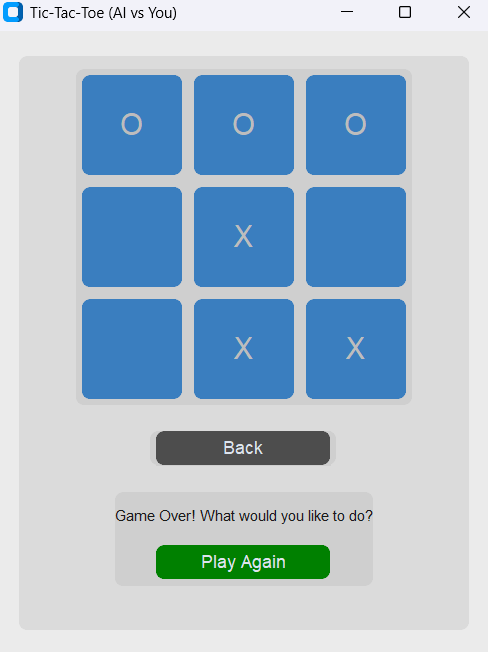 Tic-Tac-Toe (AI vs You)
O O O
X
X X
Back
Game Over! What would you like to do?
Play Again